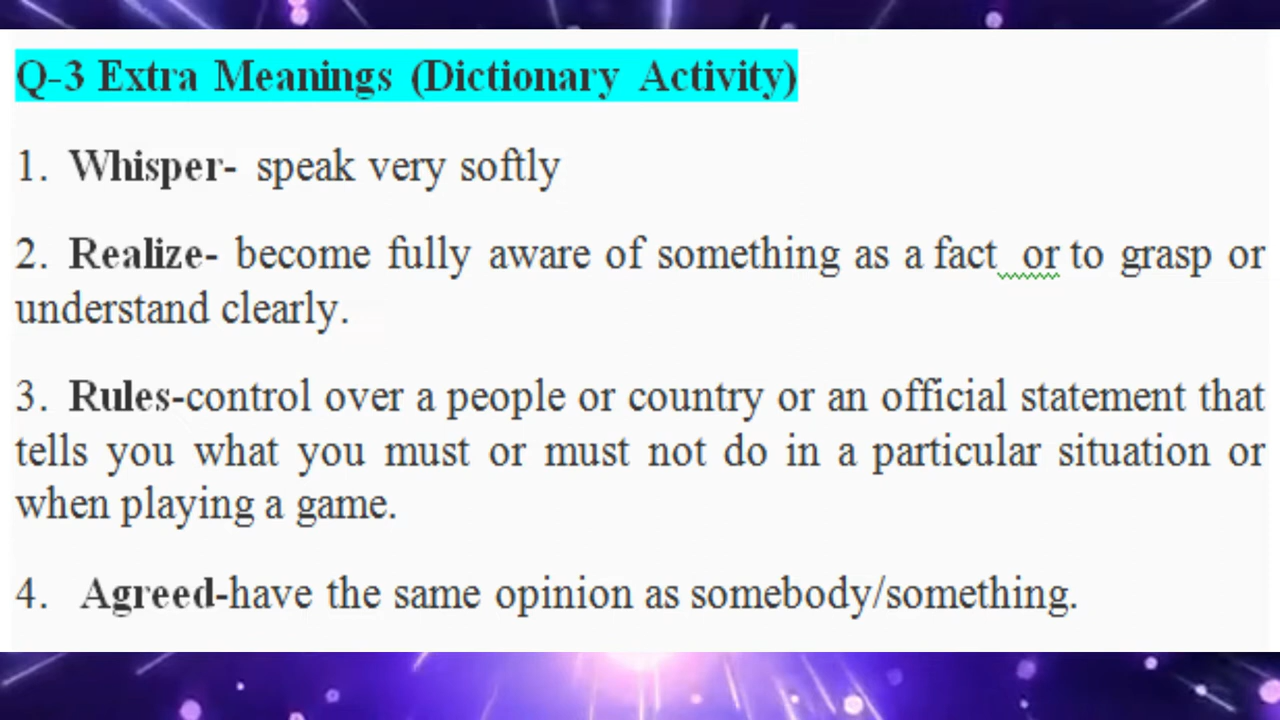 Q-3 Extra Meanings (Dictionary Activity)
1. Whisper- speak very softly
2. Realize- become fully aware of something as a fact or to grasp or
understand clearly.
3. Rules-control over a people or country or an official statement that
tells you what you must or must not do in a particular situation or
when playing a game.
4. Agreed-have the same opinion as somebody/something.